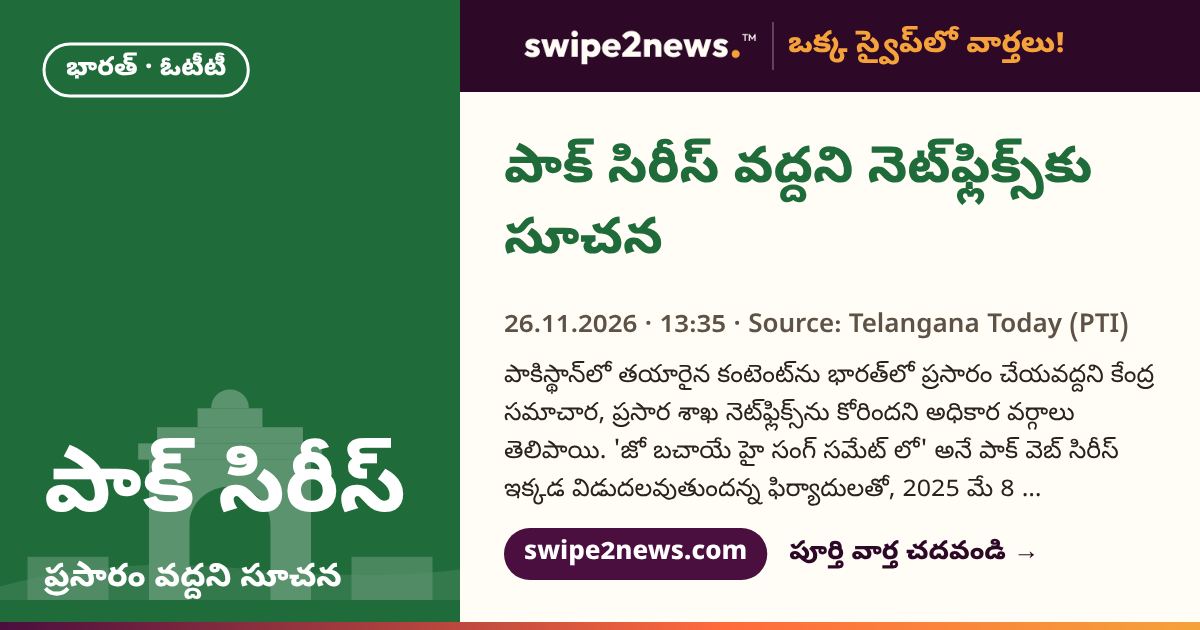 భారత్ · ఓటీటీ
పాక్ సిరీస్
ప్రసారం వద్దని సూచన
swipe2news.™ ఒక్క స్వైప్‌లో వార్తలు!
పాక్ సిరీస్ వద్దని నెట్‌ఫ్లిక్స్‌కు
సూచన
26.11.2026 · 13:35 · Source: Telangana Today (PTI)
పాకిస్థాన్‌లో తయారైన కంటెంట్‌ను భారత్‌లో ప్రసారం చేయవద్దని కేంద్ర
సమాచార, ప్రసార శాఖ నెట్‌ఫ్లిక్స్‌ను కోరిందని అధికార వర్గాలు
తెలిపాయి. 'జో బచాయే హై సంగ్ సమేట్ లో' అనే పాక్ వెబ్ సిరీస్
ఇక్కడ విడుదలవుతుందన్న ఫిర్యాదులతో, 2025 మే 8 ...
swipe2news.com పూర్తి వార్త చదవండి →